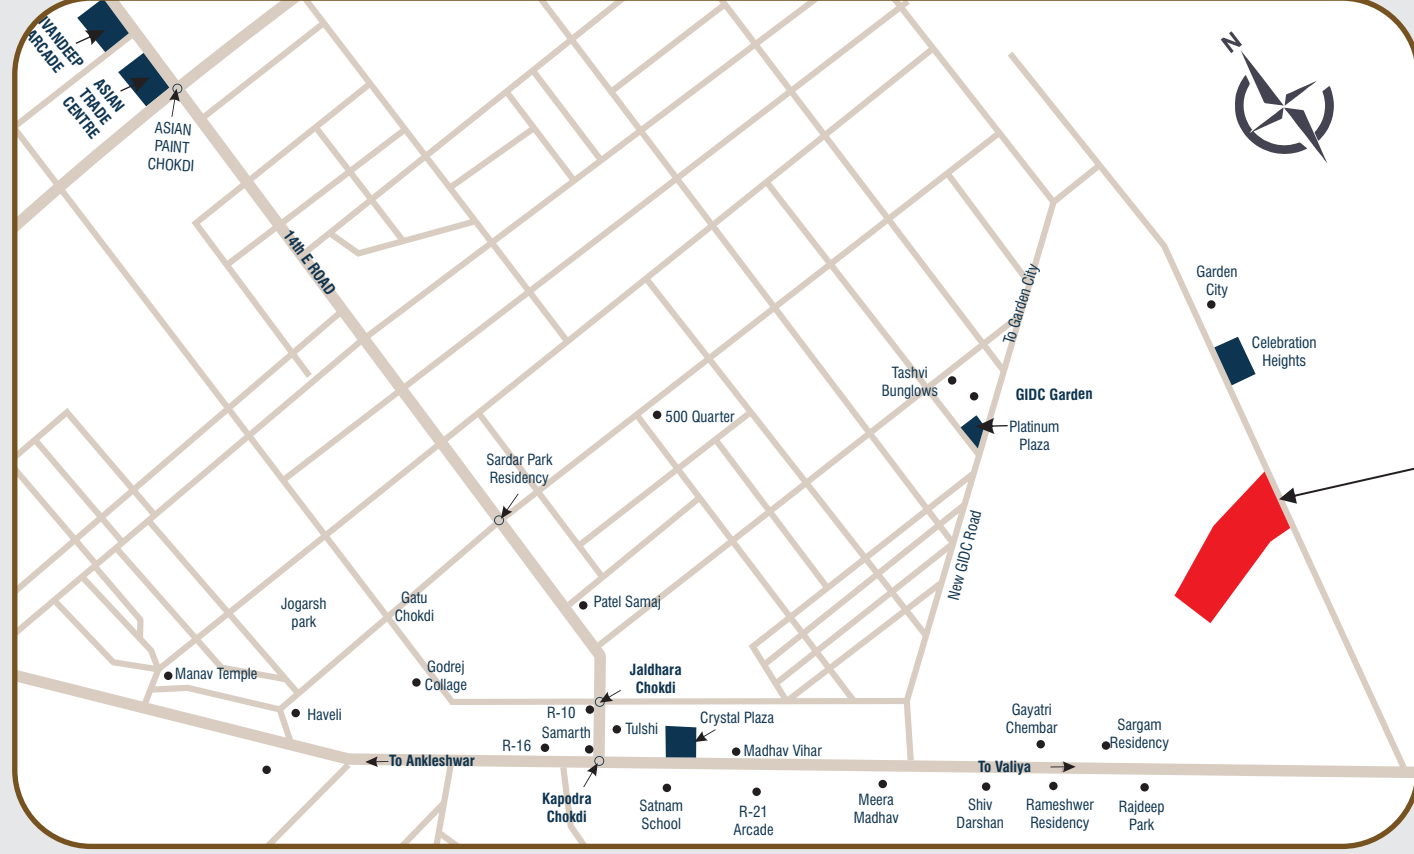 IVANDEEP
ARCADE
ASIAN
TRADE
CENTRE
ASIAN
PAINT
CHOKDI
N
14th E ROAD
To Garden City
Garden
City
Celebration
Heights
Tashvi
Bunglows
GIDC Garden
Platinum
Plaza
500 Quarter
Sardar Park
Residency
New GIDC Road
Jogarsh
park
Gatu
Chokdi
Patel Samaj
Manav Temple
Godrej
Collage
Jaldhara
Chokdi
Haveli
R-10
Samarth
R-16
Tulshi
Crystal Plaza
Madhav Vihar
Gayatri
Chembar
Sargam
Residency
To Ankleshwar
To Valiya
Kapodra
Chokdi
Satnam
School
R-21
Arcade
Meera
Madhav
Shiv
Darshan
Rameshwer
Residency
Rajdeep
Park